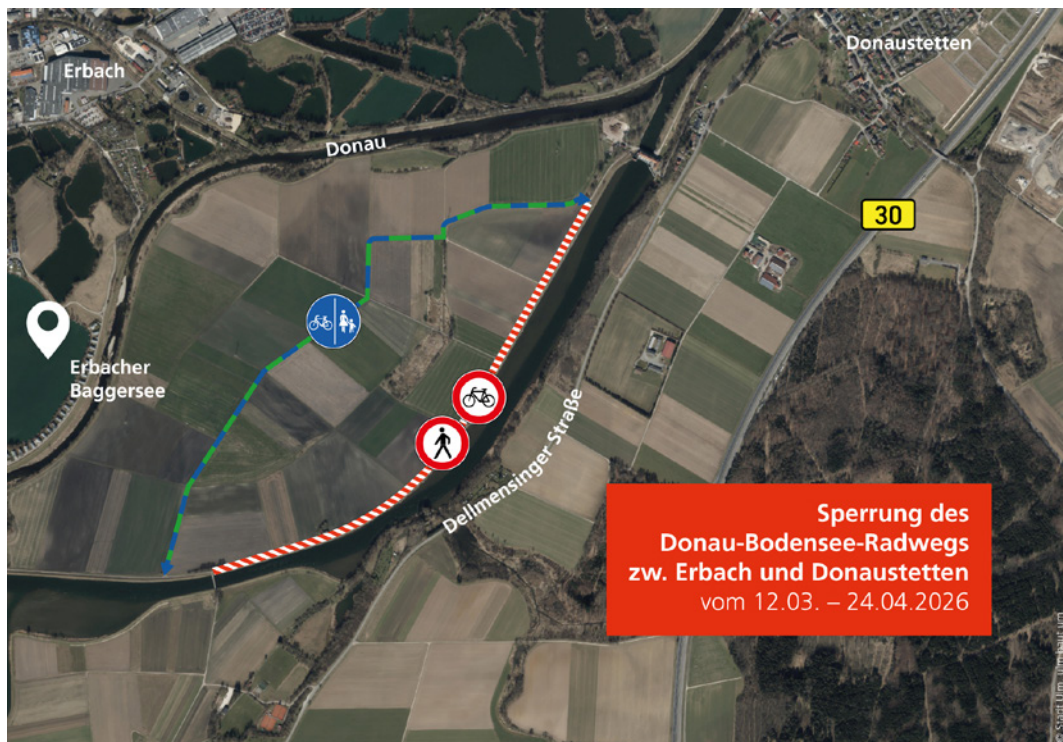 Erbach
Donaustetten
Donau
30
Erbacher
Baggersee
Dellmensinger Straße
Sperrung des
Donau-Bodensee-Radwegs
zw. Erbach und Donaustetten
vom 12.03. – 24.04.2026